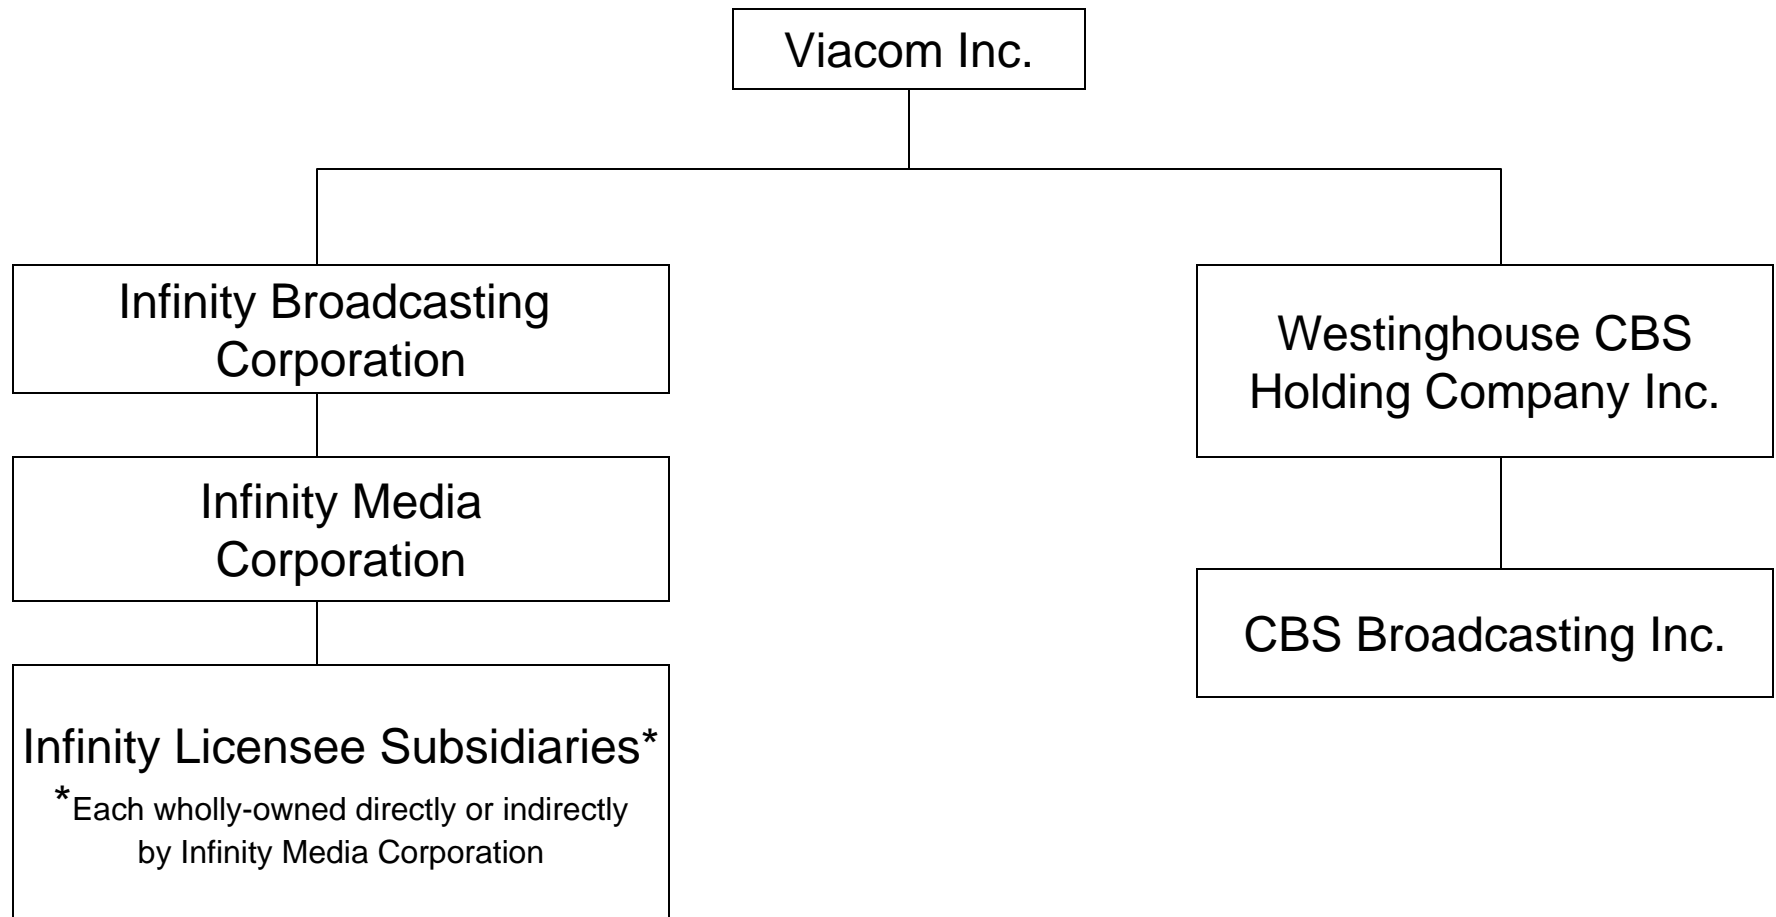 Viacom Inc.
Infinity Broadcasting
Corporation
Westinghouse CBS
Holding Company Inc.
Infinity Media
Corporation
CBS Broadcasting Inc.
Infinity Licensee Subsidiaries*
*Each wholly-owned directly or indirectly
by Infinity Media Corporation